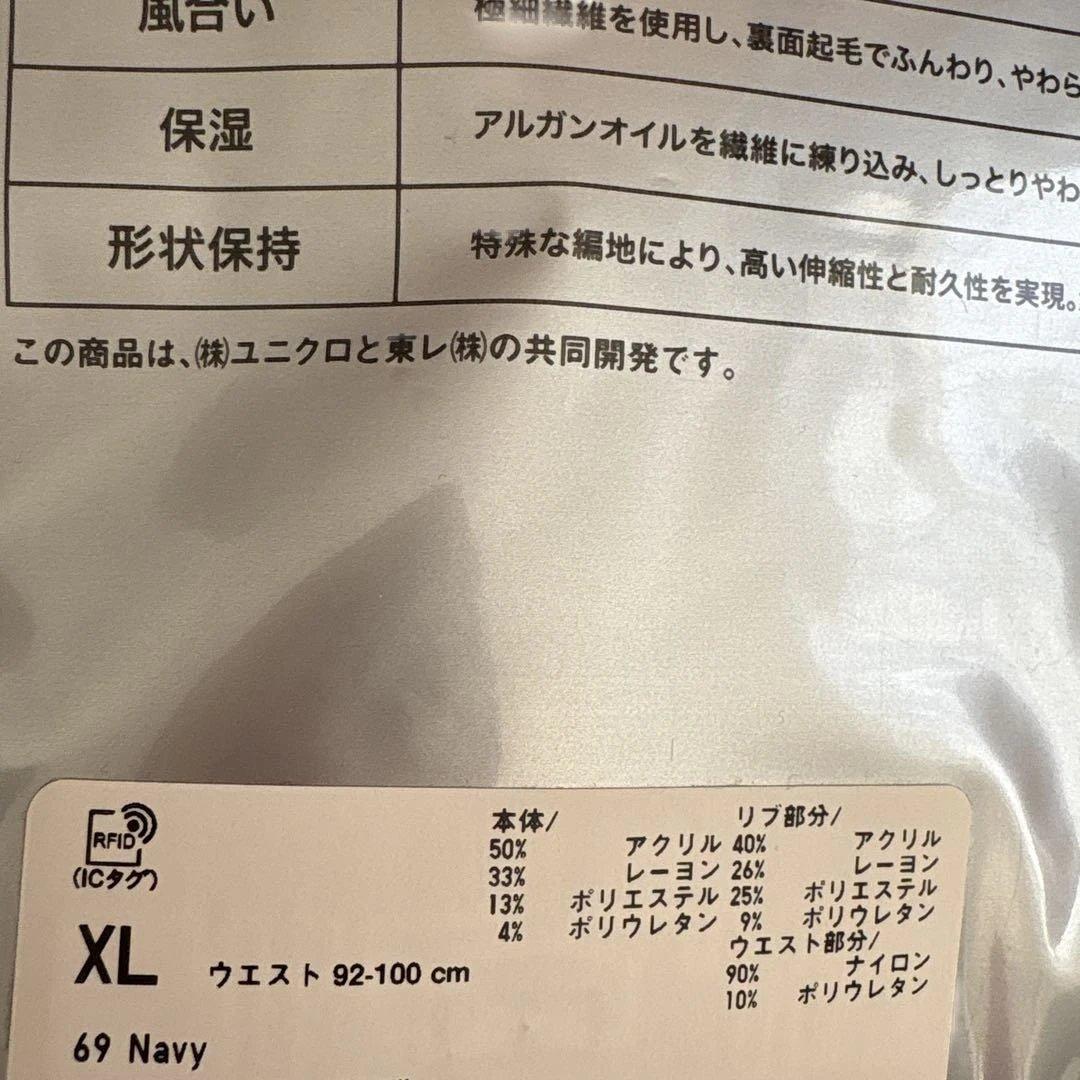 風合い
極細繊維を使用し、裏面起毛でふんわり、やわら
保湿
アルガンオイルを繊維に練り込み、しっとりやわ
形状保持
特殊な編地により、高い伸縮性と耐久性を実現。
この商品は、㈱ユニクロと東レ㈱の共同開発です。
RFID
(ICタグ)
XL
ウエスト 92-100 cm
69 Navy
本体/
50% アクリル
33% レーヨン
13% ポリエステル
4% ポリウレタン
リブ部分/
40% アクリル
26% レーヨン
25% ポリエステル
9% ポリウレタン
ウエスト部分/
90% ナイロン
10% ポリウレタン